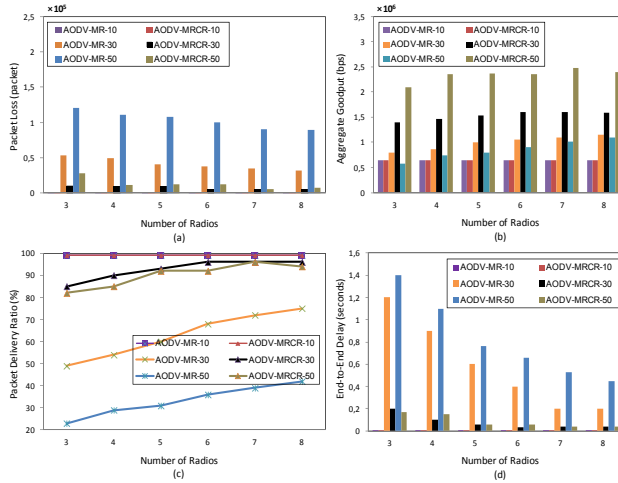 ×10⁵
2,5
2
1,5
1
0,5
0
Packet Loss (packet)
AODV-MR-10 AODV-MRCR-10
AODV-MR-30 AODV-MRCR-30
AODV-MR-50 AODV-MRCR-50
3 4 5 6 7 8
Number of Radios
(a)
×10⁶
3,5
3
2,5
2
1,5
1
0,5
0
Aggregate Goodput (bps)
AODV-MR-10 AODV-MRCR-10
AODV-MR-30 AODV-MRCR-30
AODV-MR-50 AODV-MRCR-50
3 4 5 6 7 8
Number of Radios
(b)
100
90
80
70
60
50
40
30
20
Packet Delivery Ratio (%)
AODV-MR-10 AODV-MRCR-10
AODV-MR-30 AODV-MRCR-30
AODV-MR-50 AODV-MRCR-50
3 4 5 6 7 8
Number of Radios
(c)
1,6
1,4
1,2
1
0,8
0,6
0,4
0,2
0
End-to-End Delay (seconds)
AODV-MR-10 AODV-MRCR-10
AODV-MR-30 AODV-MRCR-30
AODV-MR-50 AODV-MRCR-50
3 4 5 6 7 8
Number of Radios
(d)